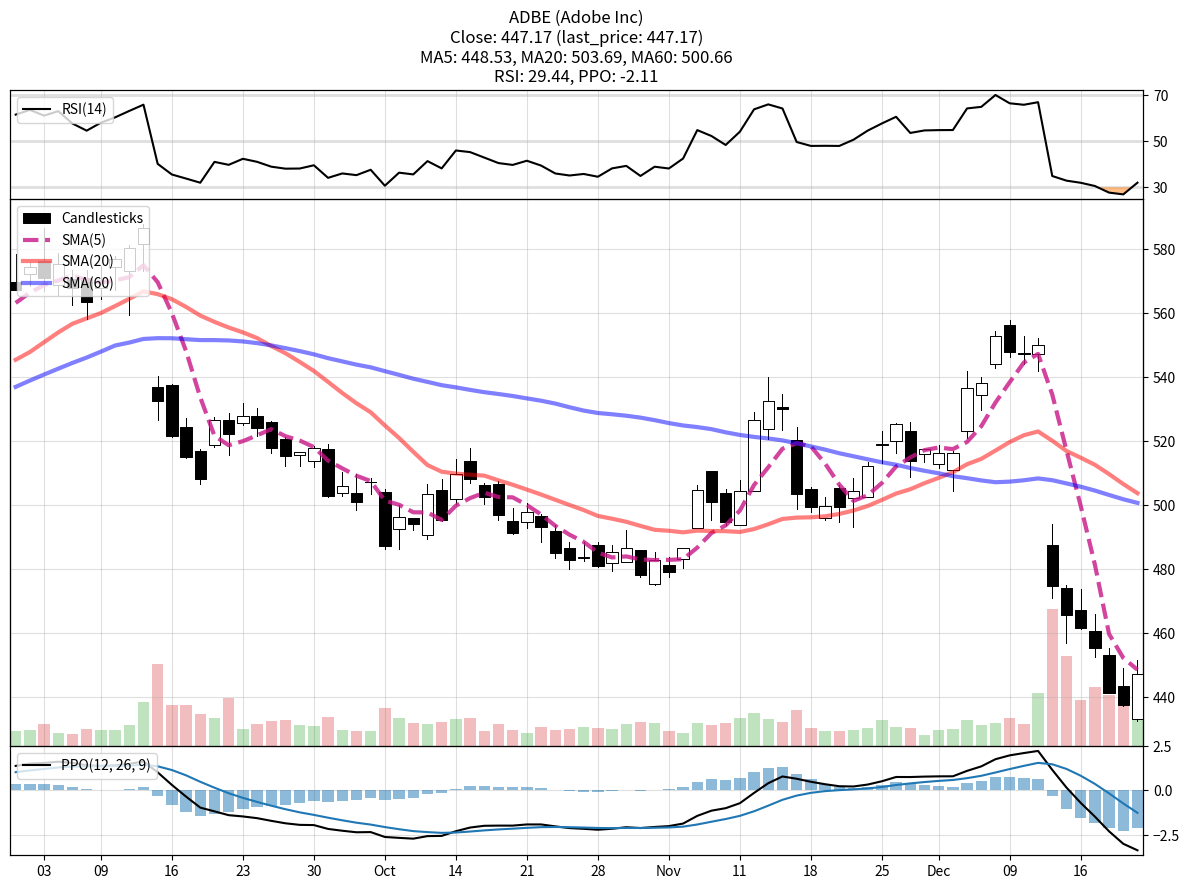 ADBE (Adobe Inc)
Close: 447.17 (last_price: 447.17)
MA5: 448.53, MA20: 503.69, MA60: 500.66
RSI: 29.44, PPO: -2.11
RSI(14)
70
50
30
Candlesticks
SMA(5)
SMA(20)
SMA(60)
580
560
540
520
500
480
460
440
PPO(12, 26, 9)
2.5
0.0
−2.5
03 09 16 23 30 Oct 14 21 28 Nov 11 18 25 Dec 09 16